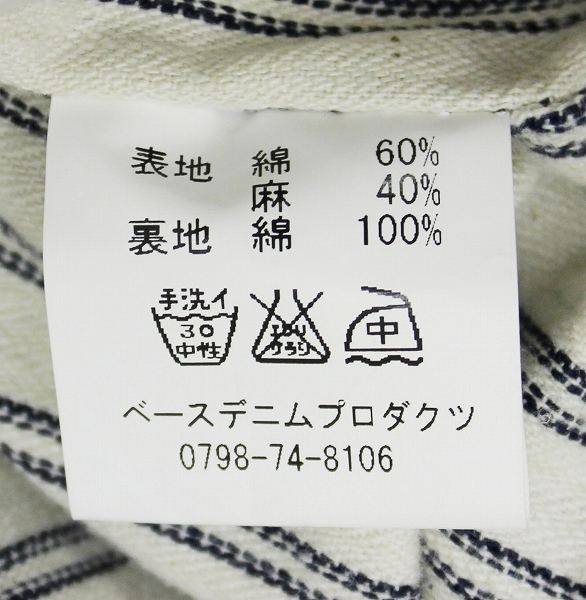 表地 綿 60%
麻 40%
裏地 綿 100%
手洗イ
30
中性
エンソ
サラシ
中
ベースデニムプロダクツ
0798-74-8106